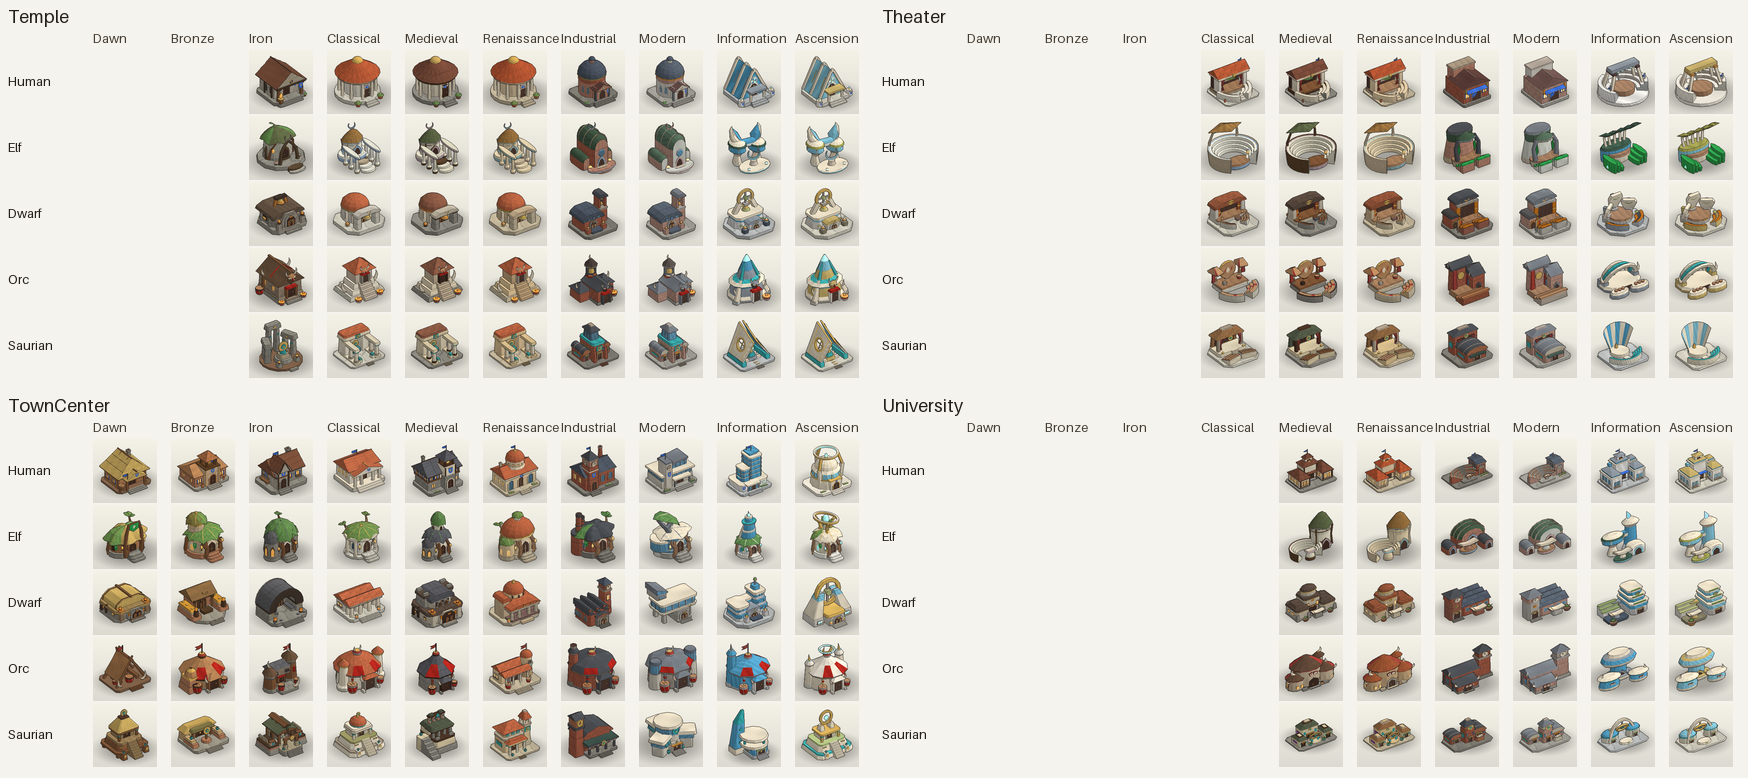 Temple
Dawn Bronze Iron Classical Medieval Renaissance Industrial Modern Information Ascension
Human
Elf
Dwarf
Orc
Saurian
Theater
Dawn Bronze Iron Classical Medieval Renaissance Industrial Modern Information Ascension
Human
Elf
Dwarf
Orc
Saurian
TownCenter
Dawn Bronze Iron Classical Medieval Renaissance Industrial Modern Information Ascension
Human
Elf
Dwarf
Orc
Saurian
University
Dawn Bronze Iron Classical Medieval Renaissance Industrial Modern Information Ascension
Human
Elf
Dwarf
Orc
Saurian